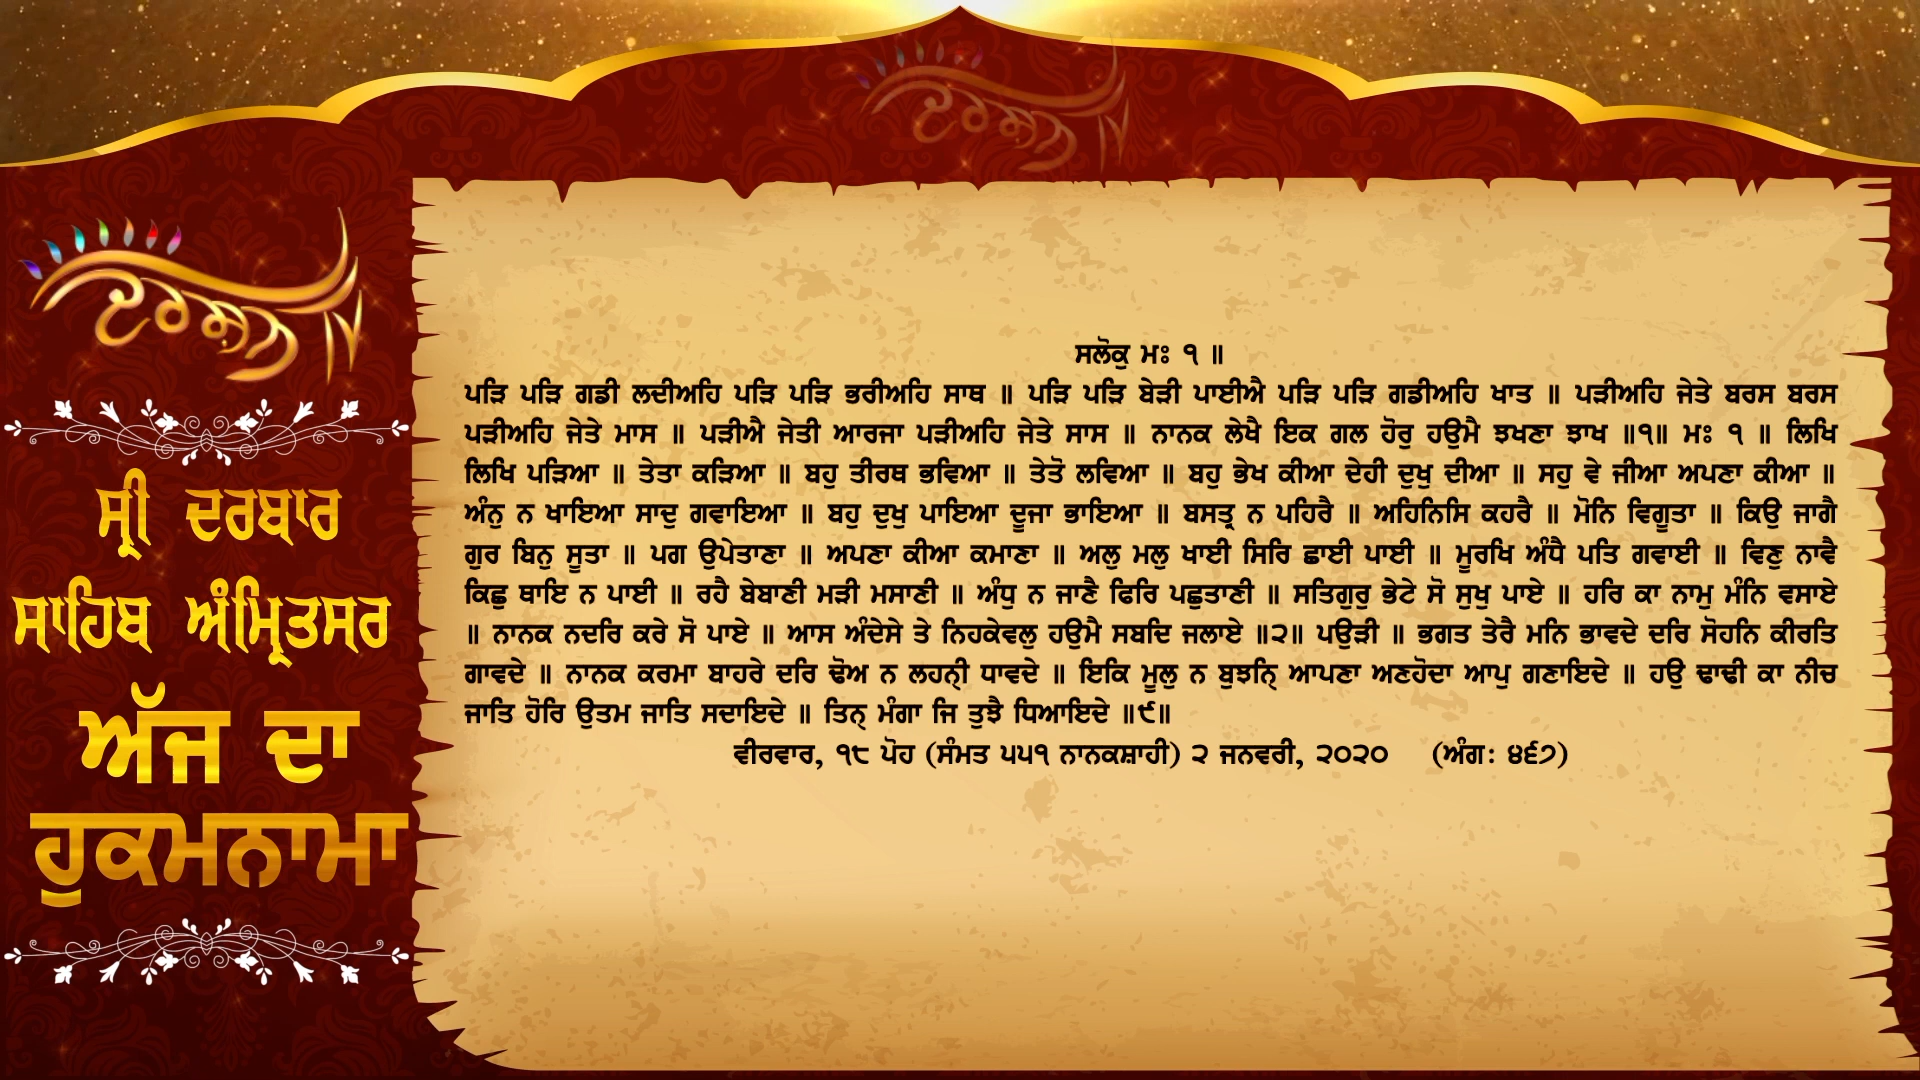 ਦਰਸ਼ਨ TV
ਦਰਸ਼ਨ TV
ਸ੍ਰੀ ਦਰਬਾਰ
ਸਾਹਿਬ ਅੰਮ੍ਰਿਤਸਰ
ਅੱਜ ਦਾ
ਹੁਕਮਨਾਮਾ
ਸਲੋਕੁ ਮਃ ੧ ॥
ਪੜਿ ਪੜਿ ਗਡੀ ਲਦੀਅਹਿ ਪੜਿ ਪੜਿ ਭਰੀਅਹਿ ਸਾਥ ॥ ਪੜਿ ਪੜਿ ਬੇੜੀ ਪਾਈਐ ਪੜਿ ਪੜਿ ਗਡੀਅਹਿ ਖਾਤ ॥ ਪੜੀਅਹਿ ਜੇਤੇ ਬਰਸ ਬਰਸ
ਪੜੀਅਹਿ ਜੇਤੇ ਮਾਸ ॥ ਪੜੀਐ ਜੇਤੀ ਆਰਜਾ ਪੜੀਅਹਿ ਜੇਤੇ ਸਾਸ ॥ ਨਾਨਕ ਲੇਖੈ ਇਕ ਗਲ ਹੋਰੁ ਹਉਮੈ ਝਖਣਾ ਝਾਖ ॥੧॥ ਮਃ ੧ ॥ ਲਿਖਿ
ਲਿਖਿ ਪੜਿਆ ॥ ਤੇਤਾ ਕੜਿਆ ॥ ਬਹੁ ਤੀਰਥ ਭਵਿਆ ॥ ਤੇਤੋ ਲਵਿਆ ॥ ਬਹੁ ਭੇਖ ਕੀਆ ਦੇਹੀ ਦੁਖੁ ਦੀਆ ॥ ਸਹੁ ਵੇ ਜੀਆ ਅਪਣਾ ਕੀਆ ॥
ਅੰਨੁ ਨ ਖਾਇਆ ਸਾਦੁ ਗਵਾਇਆ ॥ ਬਹੁ ਦੁਖੁ ਪਾਇਆ ਦੂਜਾ ਭਾਇਆ ॥ ਬਸਤ੍ਰ ਨ ਪਹਿਰੈ ॥ ਅਹਿਨਿਸਿ ਕਹਰੈ ॥ ਮੋਨਿ ਵਿਗੂਤਾ ॥ ਕਿਉ ਜਾਗੈ
ਗੁਰ ਬਿਨੁ ਸੂਤਾ ॥ ਪਗ ਉਪੇਤਾਣਾ ॥ ਅਪਣਾ ਕੀਆ ਕਮਾਣਾ ॥ ਅਲੁ ਮਲੁ ਖਾਈ ਸਿਰਿ ਛਾਈ ਪਾਈ ॥ ਮੂਰਖਿ ਅੰਧੈ ਪਤਿ ਗਵਾਈ ॥ ਵਿਣੁ ਨਾਵੈ
ਕਿਛੁ ਥਾਇ ਨ ਪਾਈ ॥ ਰਹੈ ਬੇਬਾਣੀ ਮੜੀ ਮਸਾਣੀ ॥ ਅੰਧੁ ਨ ਜਾਣੈ ਫਿਰਿ ਪਛੁਤਾਣੀ ॥ ਸਤਿਗੁਰੁ ਭੇਟੇ ਸੋ ਸੁਖੁ ਪਾਏ ॥ ਹਰਿ ਕਾ ਨਾਮੁ ਮੰਨਿ ਵਸਾਏ
॥ ਨਾਨਕ ਨਦਰਿ ਕਰੇ ਸੋ ਪਾਏ ॥ ਆਸ ਅੰਦੇਸੇ ਤੇ ਨਿਹਕੇਵਲੁ ਹਉਮੈ ਸਬਦਿ ਜਲਾਏ ॥੨॥ ਪਉੜੀ ॥ ਭਗਤ ਤੇਰੈ ਮਨਿ ਭਾਵਦੇ ਦਰਿ ਸੋਹਨਿ ਕੀਰਤਿ
ਗਾਵਦੇ ॥ ਨਾਨਕ ਕਰਮਾ ਬਾਹਰੇ ਦਰਿ ਢੋਅ ਨ ਲਹਨੑੀ ਧਾਵਦੇ ॥ ਇਕਿ ਮੂਲੁ ਨ ਬੁਝਨਿੑ ਆਪਣਾ ਅਣਹੋਦਾ ਆਪੁ ਗਣਾਇਦੇ ॥ ਹਉ ਢਾਢੀ ਕਾ ਨੀਚ
ਜਾਤਿ ਹੋਰਿ ਉਤਮ ਜਾਤਿ ਸਦਾਇਦੇ ॥ ਤਿਨੑ ਮੰਗਾ ਜਿ ਤੁਝੈ ਧਿਆਇਦੇ ॥੯॥
ਵੀਰਵਾਰ, ੧੮ ਪੋਹ (ਸੰਮਤ ੫੫੧ ਨਾਨਕਸ਼ਾਹੀ) ੨ ਜਨਵਰੀ, ੨੦੨੦ (ਅੰਗ: ੪੬੭)